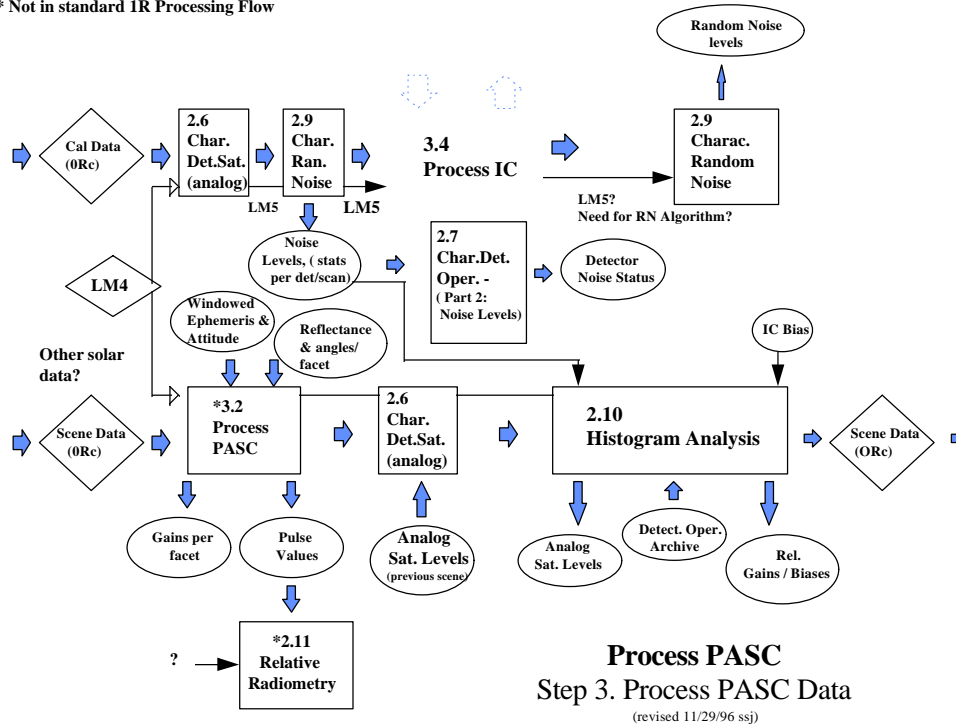 * Not in standard 1R Processing Flow
Random Noise
levels
Cal Data
(0Rc)
2.6
Char.
Det.Sat.
(analog)
2.9
Char.
Ran.
Noise
3.4
Process IC
2.9
Charac.
Random
Noise
LM5
LM5
LM5?
Need for RN Algorithm?
Noise
Levels, ( stats
per det/scan)
2.7
Char.Det.
Oper. -
( Part 2:
Noise Levels)
Detector
Noise Status
LM4
Windowed
Ephemeris &
Attitude
Reflectance
& angles/
facet
IC Bias
Other solar
data?
Scene Data
(0Rc)
*3.2
Process
PASC
2.6
Char.
Det.Sat.
(analog)
2.10
Histogram Analysis
Scene Data
(ORc)
Gains per
facet
Pulse
Values
Analog
Sat. Levels
(previous scene)
Analog
Sat. Levels
Detect. Oper.
Archive
Rel.
Gains / Biases
?
*2.11
Relative
Radiometry
Process PASC
Step 3. Process PASC Data
(revised 11/29/96 ssj)